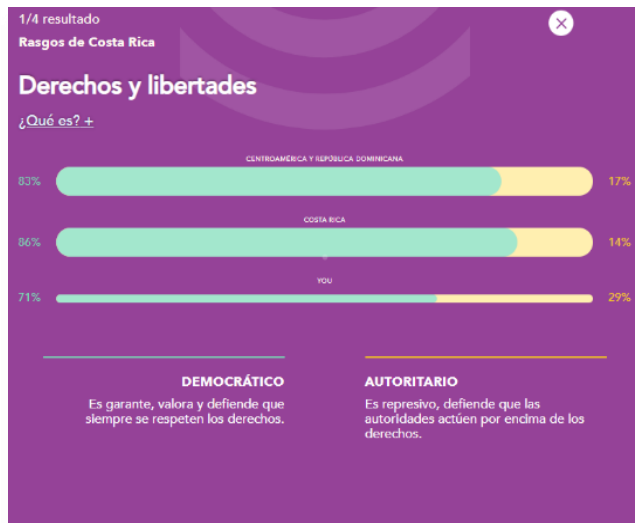 1/4 resultado
Rasgos de Costa Rica
Derechos y libertades
¿Qué es? +
CENTROAMÉRICA Y REPÚBLICA DOMINICANA
83% 17%
COSTA RICA
86% 14%
YOU
71% 29%
DEMOCRÁTICO
Es garante, valora y defiende que
siempre se respeten los derechos.
AUTORITARIO
Es represivo, defiende que las
autoridades actúen por encima de los
derechos.